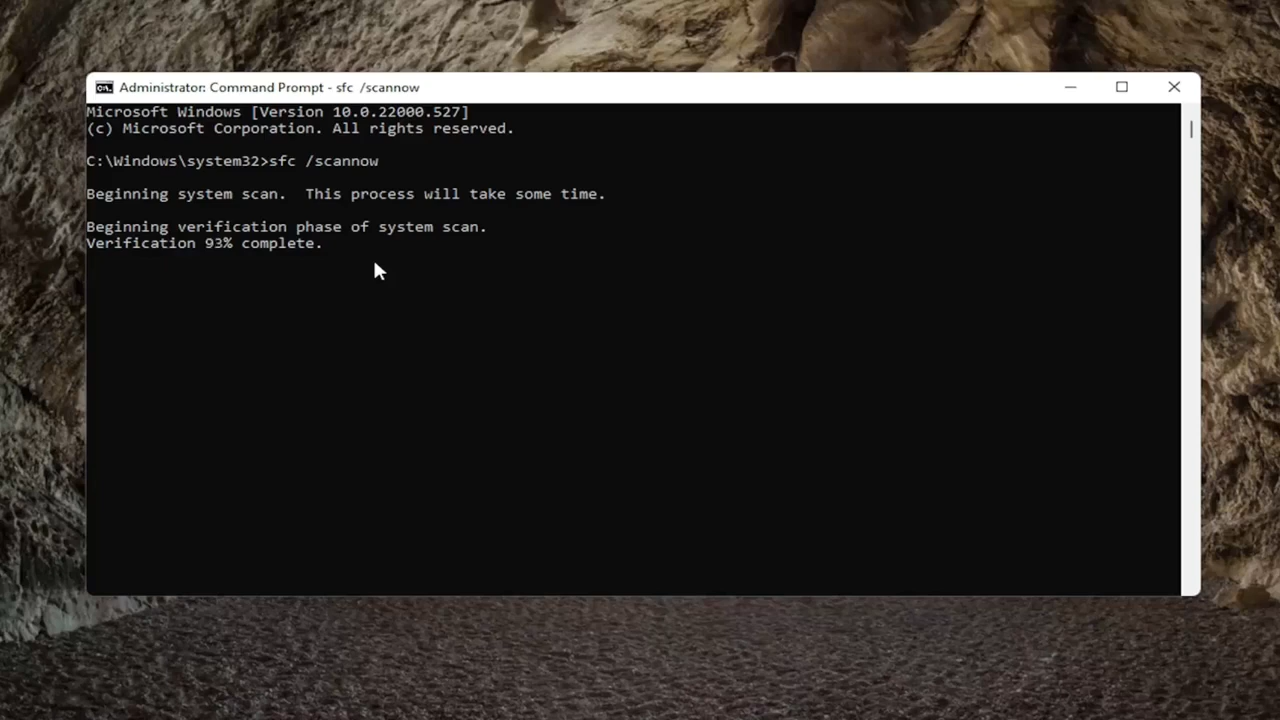 Administrator: Command Prompt - sfc  /scannow
Microsoft Windows [Version 10.0.22000.527]
(c) Microsoft Corporation. All rights reserved.
C:\Windows\system32>sfc /scannow
Beginning system scan.  This process will take some time.
Beginning verification phase of system scan.
Verification 93% complete.